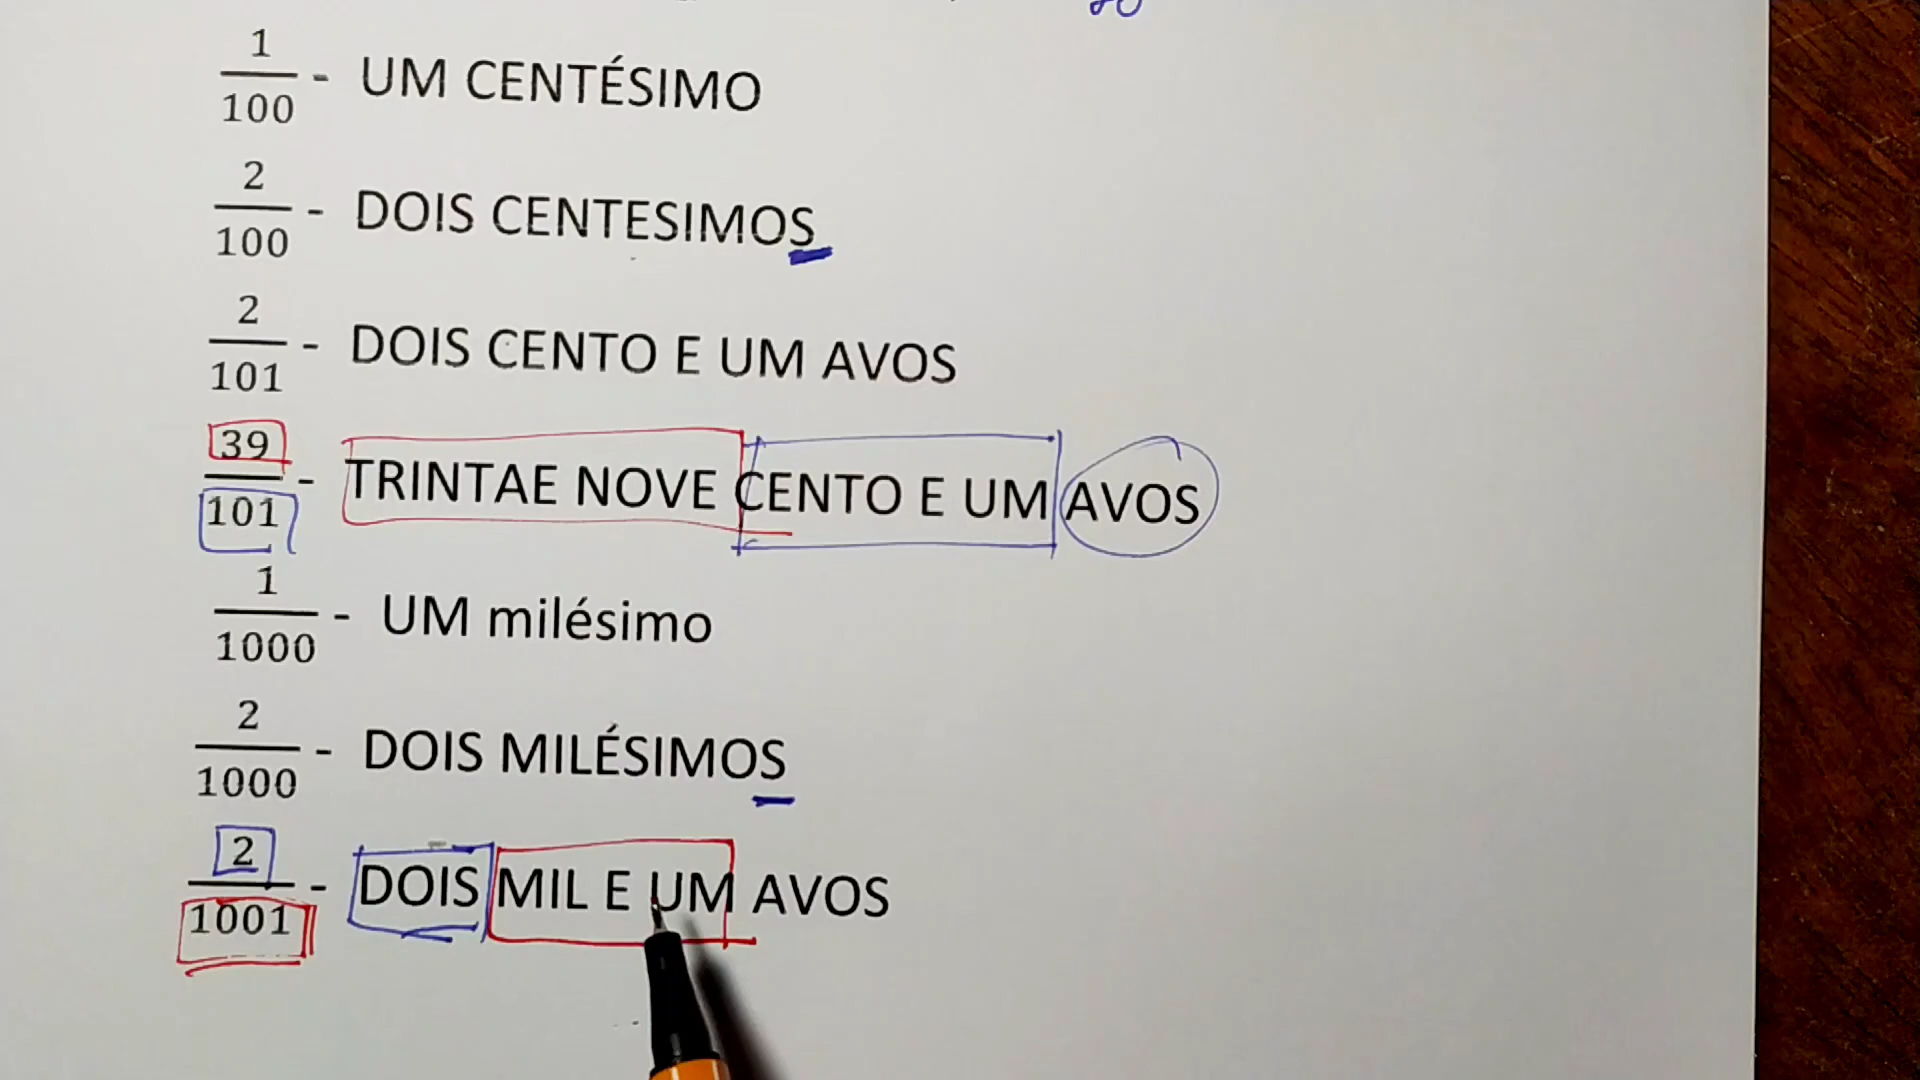 1/100 - UM CENTÉSIMO
2/100 - DOIS CENTESIMOS
2/101 - DOIS CENTO E UM AVOS
39/101 - TRINTAE NOVE CENTO E UM AVOS
1/1000 - UM milésimo
2/1000 - DOIS MILÉSIMOS
2/1001 - DOIS MIL E UM AVOS